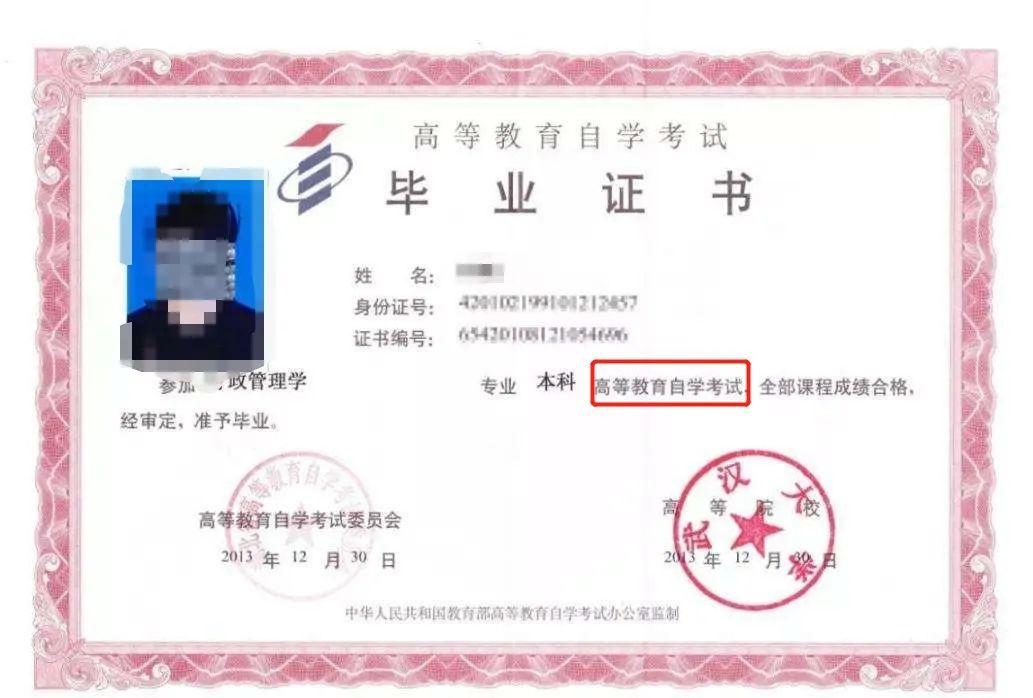 高等教育自学考试
毕业证书
姓 名：
身份证号：420102199101212457
证书编号：65420108121054696
参加 政管理学 专业 本科 高等教育自学考试，全部课程成绩合格，
经审定，准予毕业。
高等教育自学考试
高等教育自学考试委员会
2013 年 12 月 30 日
武汉大学
高等院校
2013 年 12 月 30 日
中华人民共和国教育部高等教育自学考试办公室监制